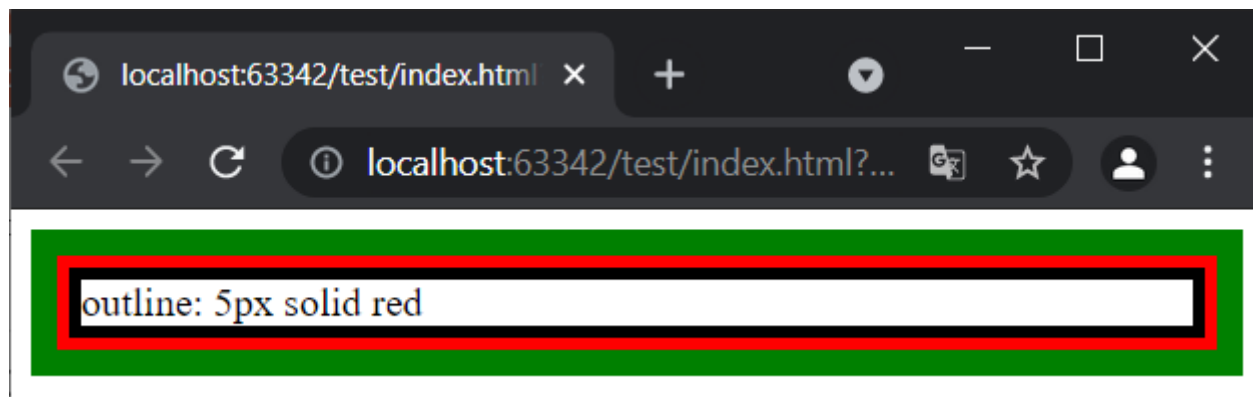 localhost:63342/test/index.html
localhost:63342/test/index.html?...
outline: 5px solid red